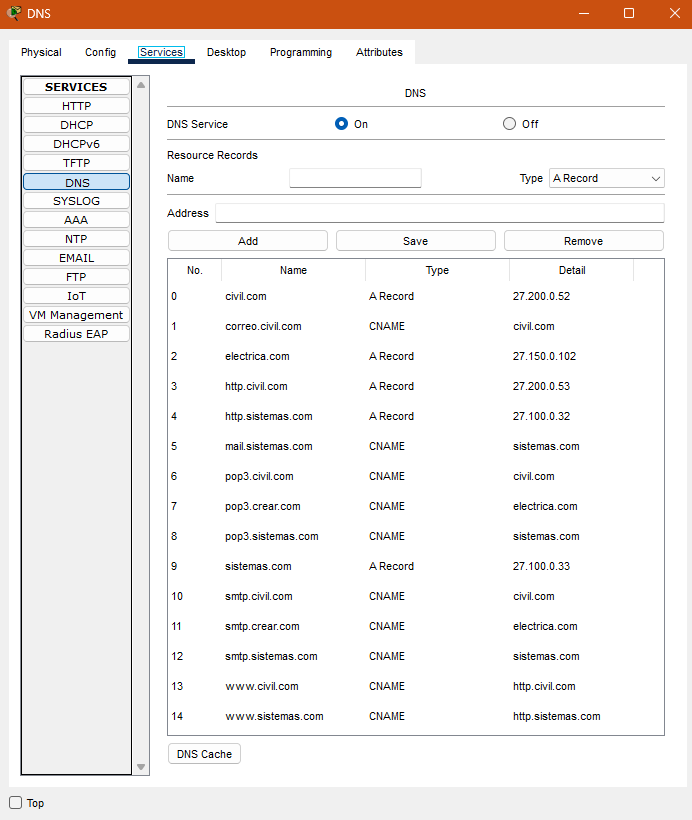 DNS
Physical Config Services Desktop Programming Attributes
SERVICES
HTTP
DHCP
DHCPv6
TFTP
DNS
SYSLOG
AAA
NTP
EMAIL
FTP
IoT
VM Management
Radius EAP
DNS
DNS Service On Off
Resource Records
Name Type A Record
Address
Add Save Remove
No. Name Type Detail
0 civil.com A Record 27.200.0.52
1 correo.civil.com CNAME civil.com
2 electrica.com A Record 27.150.0.102
3 http.civil.com A Record 27.200.0.53
4 http.sistemas.com A Record 27.100.0.32
5 mail.sistemas.com CNAME sistemas.com
6 pop3.civil.com CNAME civil.com
7 pop3.crear.com CNAME electrica.com
8 pop3.sistemas.com CNAME sistemas.com
9 sistemas.com A Record 27.100.0.33
10 smtp.civil.com CNAME civil.com
11 smtp.crear.com CNAME electrica.com
12 smtp.sistemas.com CNAME sistemas.com
13 www.civil.com CNAME http.civil.com
14 www.sistemas.com CNAME http.sistemas.com
DNS Cache
Top